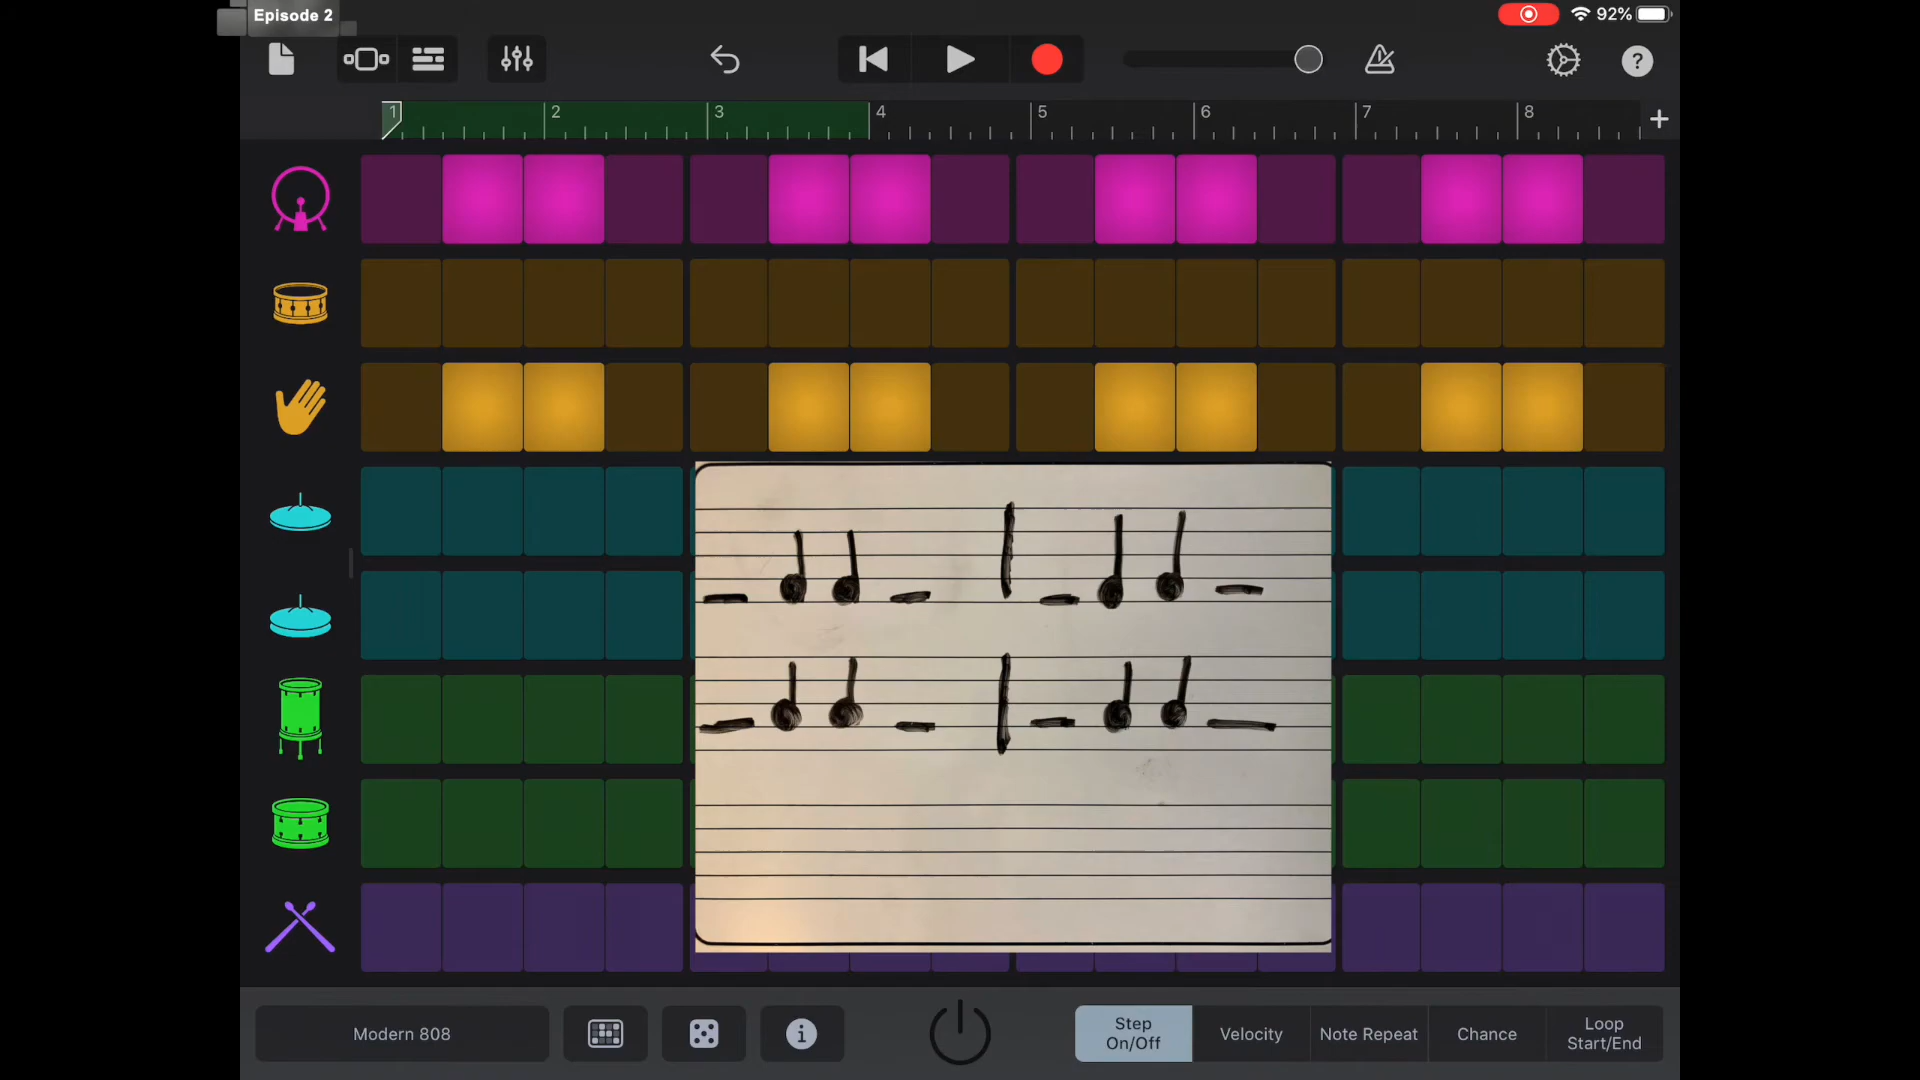 Episode 2
92%
1 2 3 4 5 6 7 8 +
?
Modern 808
i
Step On/Off
Velocity
Note Repeat
Chance
Loop Start/End